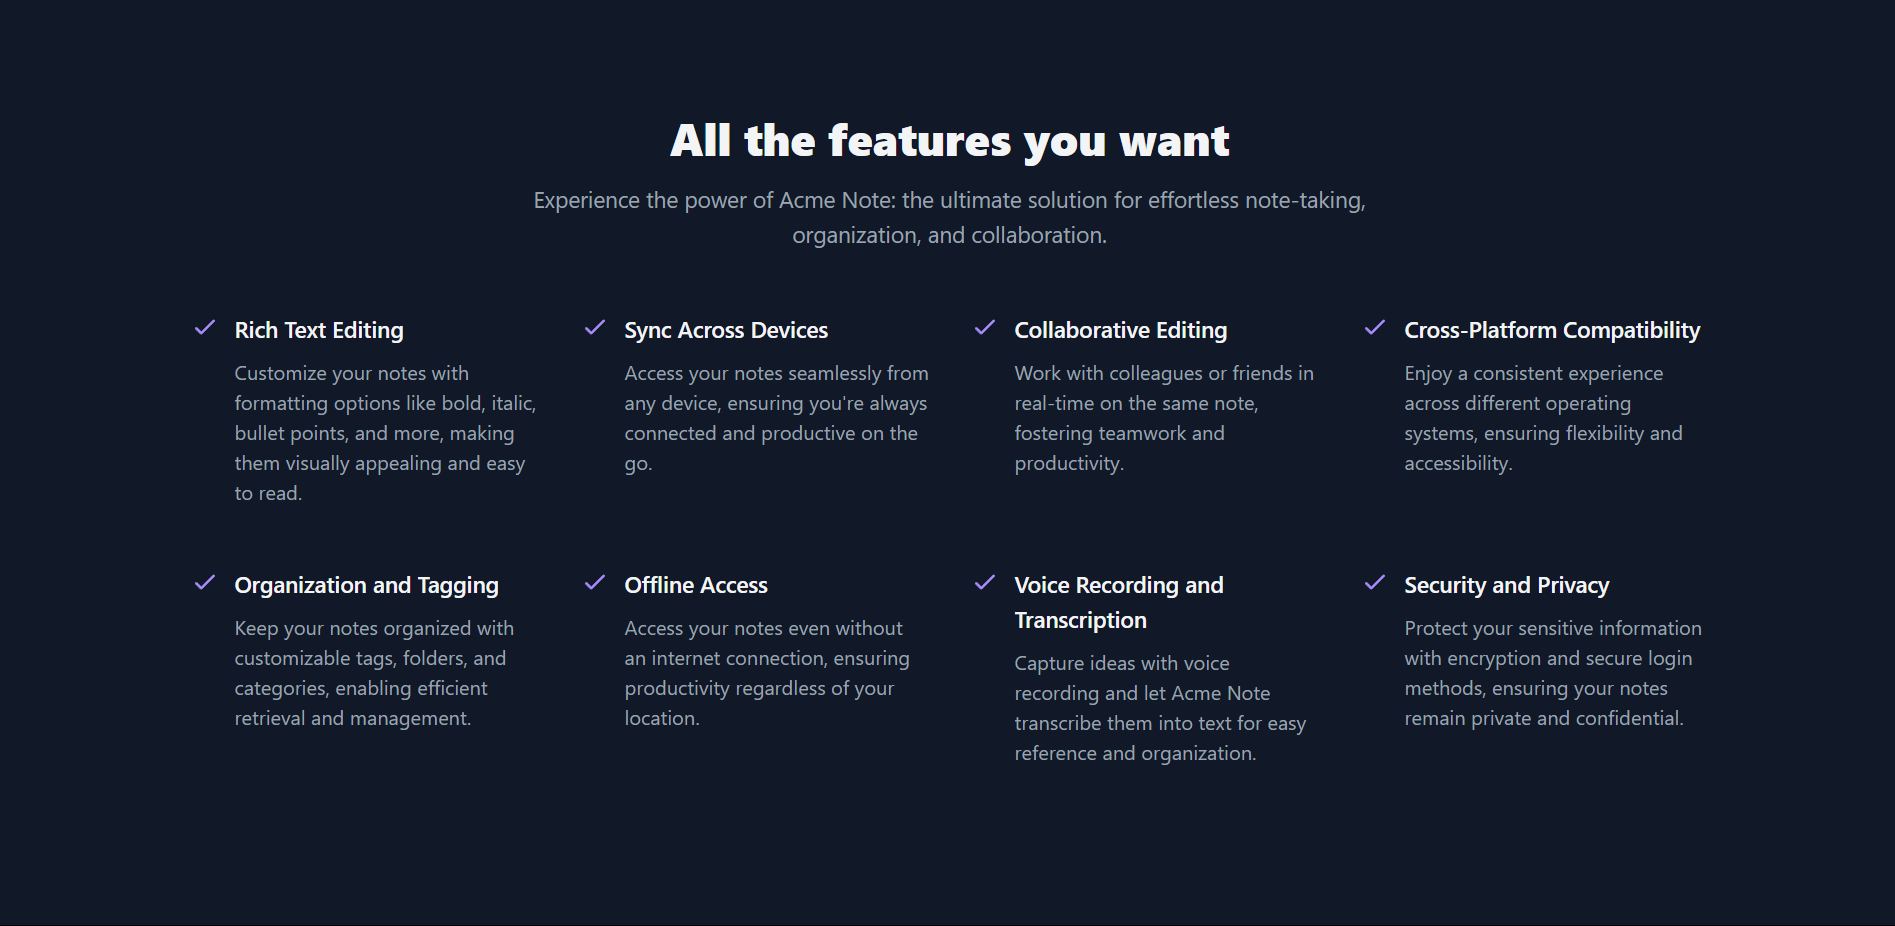 All the features you want
Experience the power of Acme Note: the ultimate solution for effortless note-taking,
organization, and collaboration.
Rich Text Editing
Customize your notes with
formatting options like bold, italic,
bullet points, and more, making
them visually appealing and easy
to read.
Sync Across Devices
Access your notes seamlessly from
any device, ensuring you're always
connected and productive on the
go.
Collaborative Editing
Work with colleagues or friends in
real-time on the same note,
fostering teamwork and
productivity.
Cross-Platform Compatibility
Enjoy a consistent experience
across different operating
systems, ensuring flexibility and
accessibility.
Organization and Tagging
Keep your notes organized with
customizable tags, folders, and
categories, enabling efficient
retrieval and management.
Offline Access
Access your notes even without
an internet connection, ensuring
productivity regardless of your
location.
Voice Recording and
Transcription
Capture ideas with voice
recording and let Acme Note
transcribe them into text for easy
reference and organization.
Security and Privacy
Protect your sensitive information
with encryption and secure login
methods, ensuring your notes
remain private and confidential.